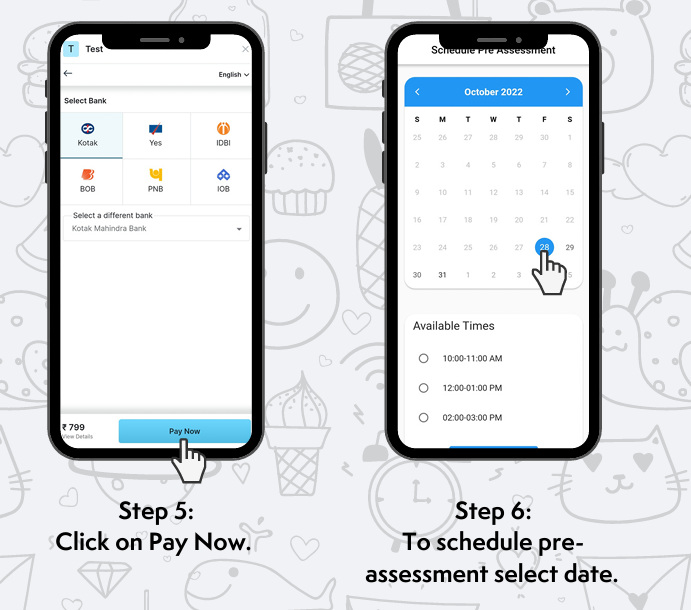 T Test ×
English
Select Bank
Kotak Yes IDBI
BOB PNB IOB
Select a different bank
Kotak Mahindra Bank
₹ 799
View Details
Pay Now
Step 5:
Click on Pay Now.
Schedule Pre Assessment
October 2022
S M T W T F S
25 26 27 28 29 30 1
2 3 4 5 6 7 8
9 10 11 12 13 14 15
16 17 18 19 20 21 22
23 24 25 26 27 28 29
30 31 1 2 3 5
Available Times
10:00-11:00 AM
12:00-01:00 PM
02:00-03:00 PM
Step 6:
To schedule pre-
assessment select date.